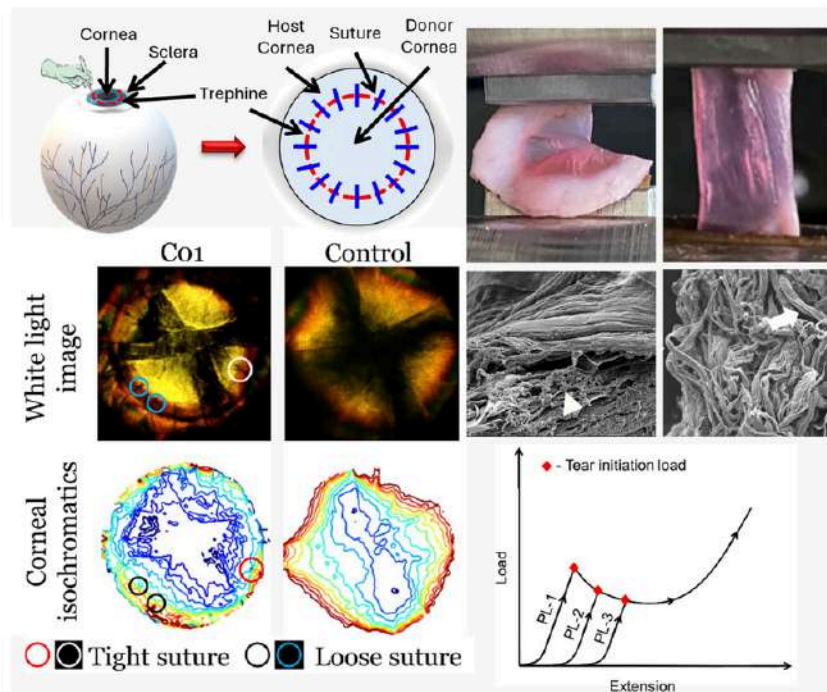 Cornea
Sclera
Trephine
Host
Cornea
Suture
Donor
Cornea
C01
Control
White light
image
Corneal
isochromatics
Tight suture
Loose suture
- Tear initiation load
Load
PL-1
PL-2
PL-3
Extension